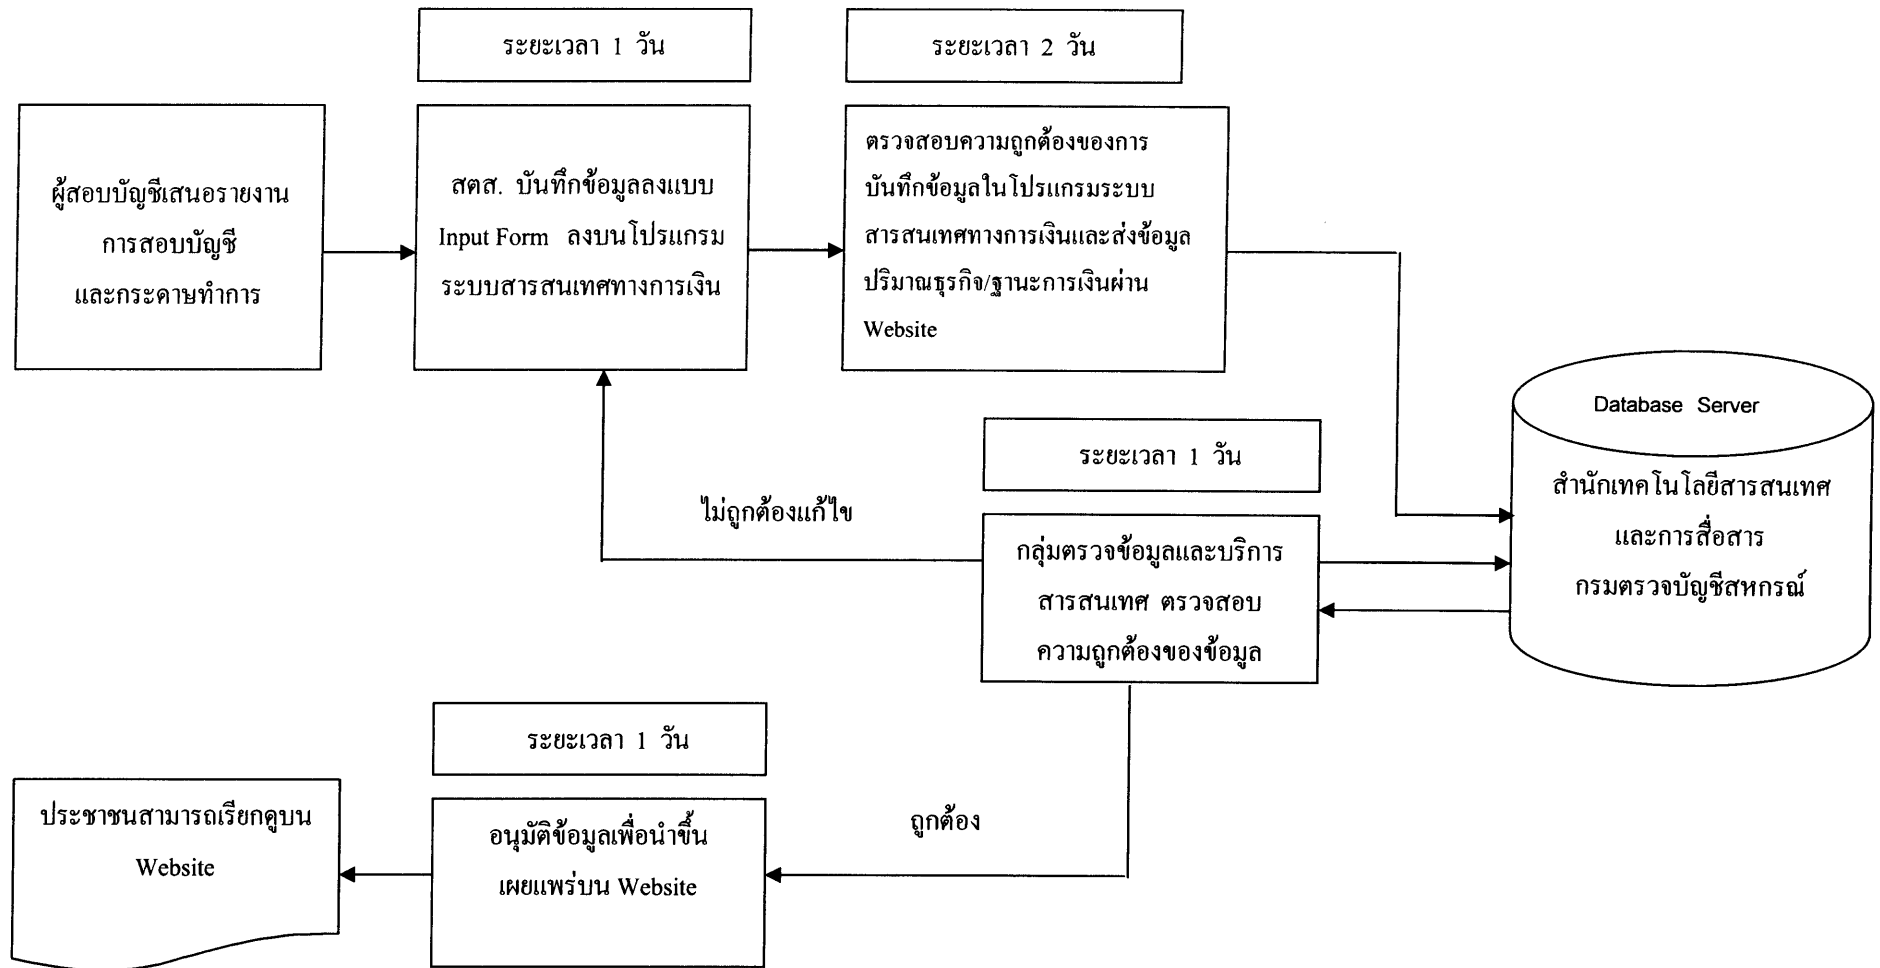 ระยะเวลา 1 วัน
ระยะเวลา 2 วัน
ผู้สอบบัญชีเสนอรายงาน
การสอบบัญชี
และกระดาษทำการ
สตส. บันทึกข้อมูลลงแบบ
Input Form ลงบนโปรแกรม
ระบบสารสนเทศทางการเงิน
ตรวจสอบความถูกต้องของการ
บันทึกข้อมูลในโปรแกรมระบบ
สารสนเทศทางการเงินและส่งข้อมูล
ปริมาณธุรกิจ/ฐานะการเงินผ่าน
Website
Database Server
สำนักเทคโนโลยีสารสนเทศ
และการสื่อสาร
กรมตรวจบัญชีสหกรณ์
ระยะเวลา 1 วัน
ไม่ถูกต้องแก้ไข
กลุ่มตรวจข้อมูลและบริการ
สารสนเทศ ตรวจสอบ
ความถูกต้องของข้อมูล
ระยะเวลา 1 วัน
ถูกต้อง
อนุมัติข้อมูลเพื่อนำขึ้น
เผยแพร่บน Website
ประชาชนสามารถเรียกดูบน
Website